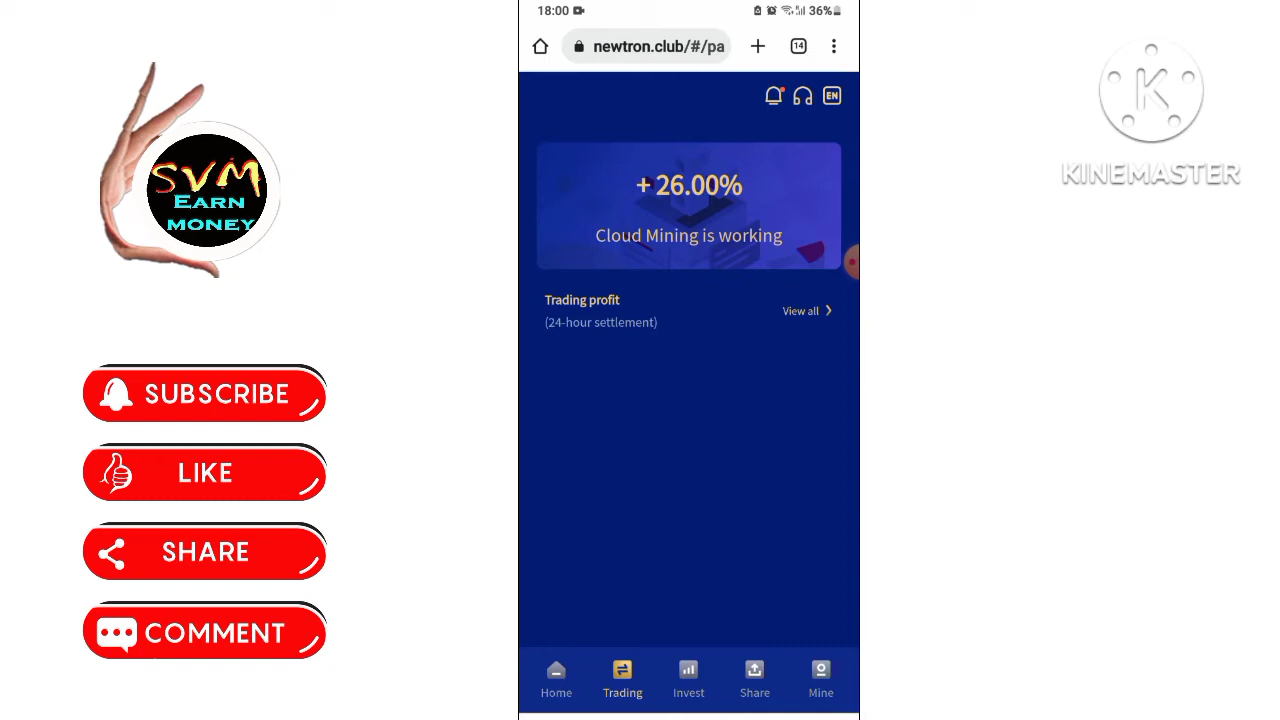 SVM
EARN
MONEY
SUBSCRIBE
LIKE
SHARE
COMMENT
18:00
36%
newtron.club/#/pa
14
EN
+26.00%
Cloud Mining is working
Trading profit
(24-hour settlement)
View all
Home
Trading
Invest
Share
Mine
K
KINEMASTER